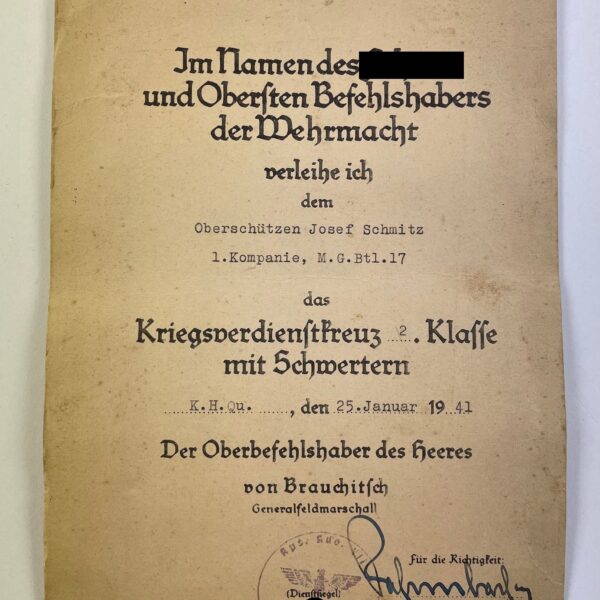 Im Namen des
und Obersten Befehlshabers
der Wehrmacht
verleihe ich
dem
Oberschützen Josef Schmitz
1.Kompanie, M.G.Btl.17
das
Kriegsverdienstkreuz 2. Klasse
mit Schwertern
K.H.Qu. , den 25.Januar 1941
Der Oberbefehlshaber des Heeres
von Brauchitsch
Generalfeldmarschall
Für die Richtigkeit:
(Dienstsiegel)